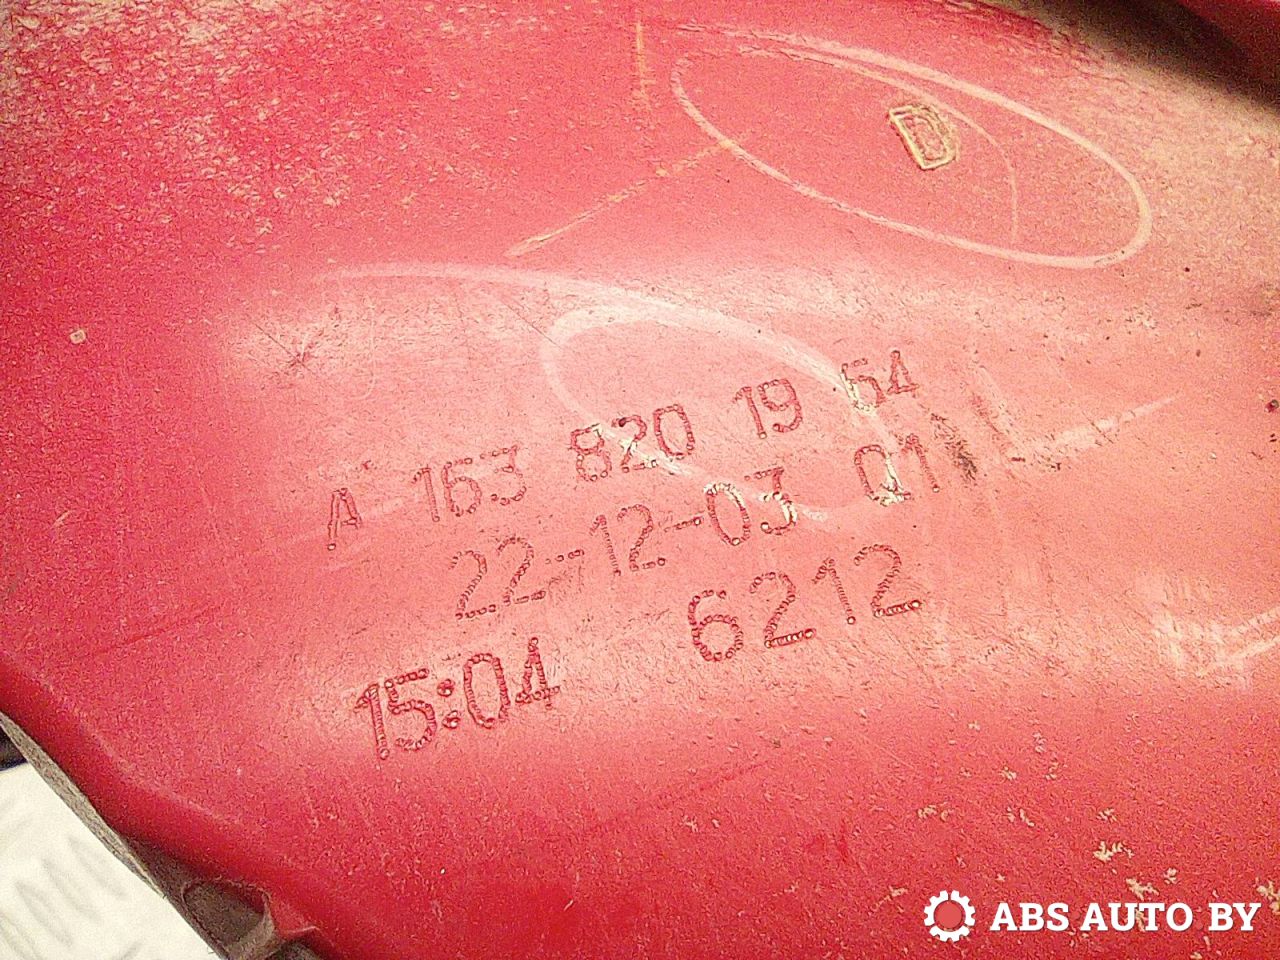 D
A 163 820 19 64
22-12-03 01
15:04 6212
ABS AUTO BY